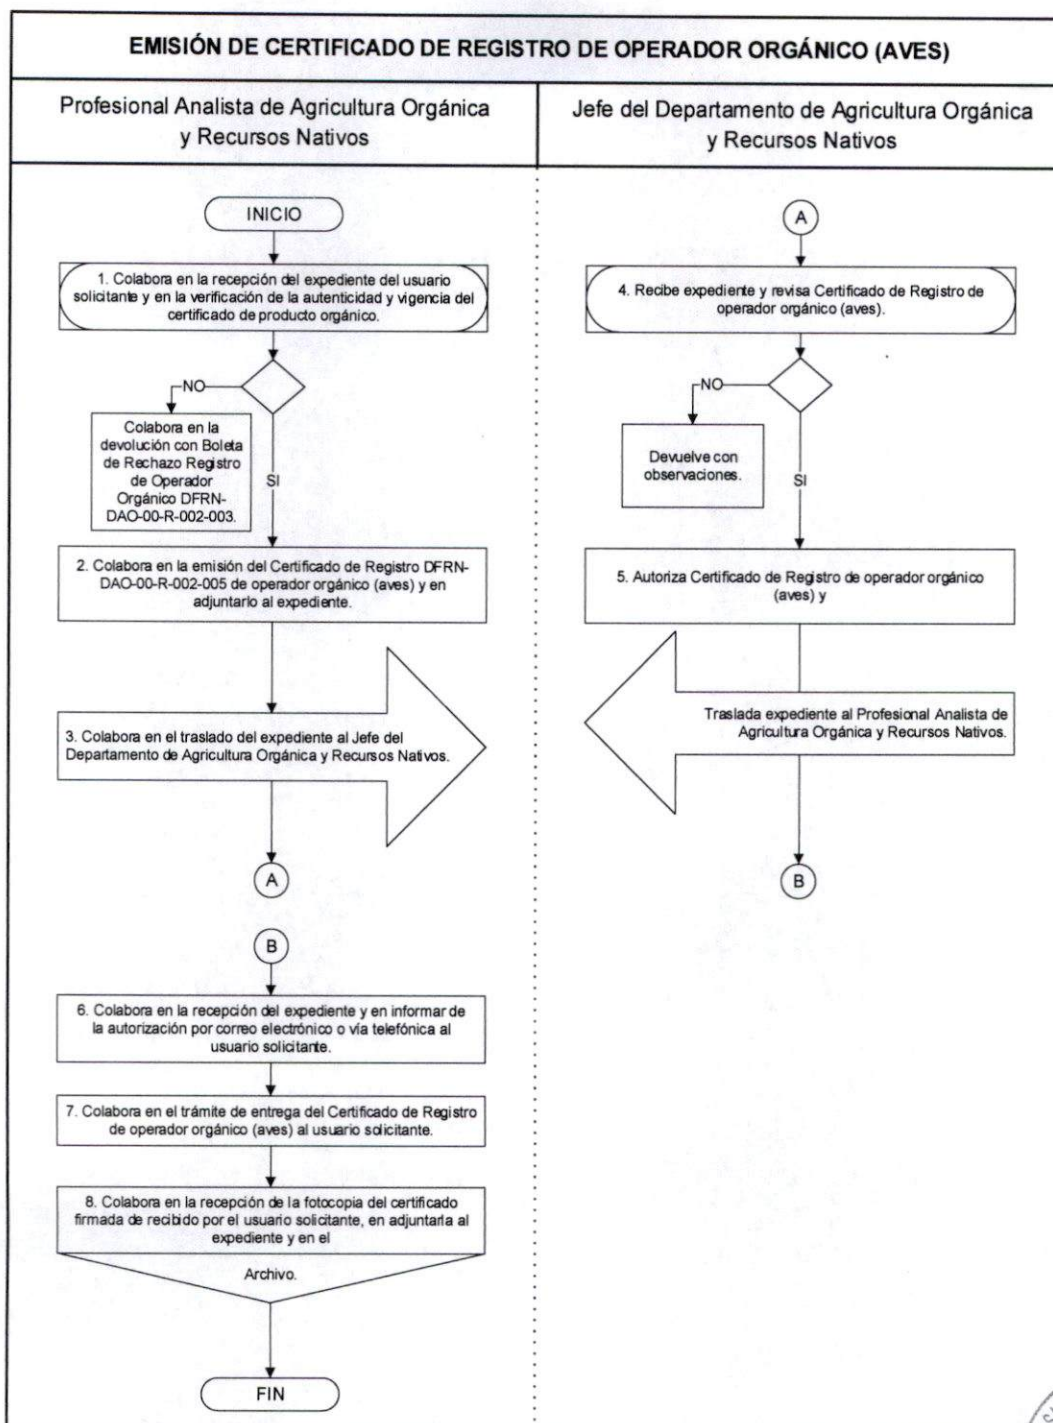 EMISIÓN DE CERTIFICADO DE REGISTRO DE OPERADOR ORGÁNICO (AVES)
Profesional Analista de Agricultura Orgánica
y Recursos Nativos
Jefe del Departamento de Agricultura Orgánica
y Recursos Nativos
INICIO
1. Colabora en la recepción del expediente del usuario
solicitante y en la verificación de la autenticidad y vigencia del
certificado de producto orgánico.
NO
Colabora en la
devolución con Boleta
de Rechazo Registro
de Operador
Orgánico DFRN-
DAO-00-R-002-003.
SI
2. Colabora en la emisión del Certificado de Registro DFRN-
DAO-00-R-002-005 de operador orgánico (aves) y en
adjuntarlo al expediente.
3. Colabora en el traslado del expediente al Jefe del
Departamento de Agricultura Orgánica y Recursos Nativos.
A
B
6. Colabora en la recepción del expediente y en informar de
la autorización por correo electrónico o vía telefónica al
usuario solicitante.
7. Colabora en el trámite de entrega del Certificado de Registro
de operador orgánico (aves) al usuario solicitante.
8. Colabora en la recepción de la fotocopia del certificado
firmada de recibido por el usuario solicitante, en adjuntarla al
expediente y en el
Archivo.
FIN
A
4. Recibe expediente y revisa Certificado de Registro de
operador orgánico (aves).
NO
Devuelve con
observaciones.
SI
5. Autoriza Certificado de Registro de operador orgánico
(aves) y
Traslada expediente al Profesional Analista de
Agricultura Orgánica y Recursos Nativos.
B